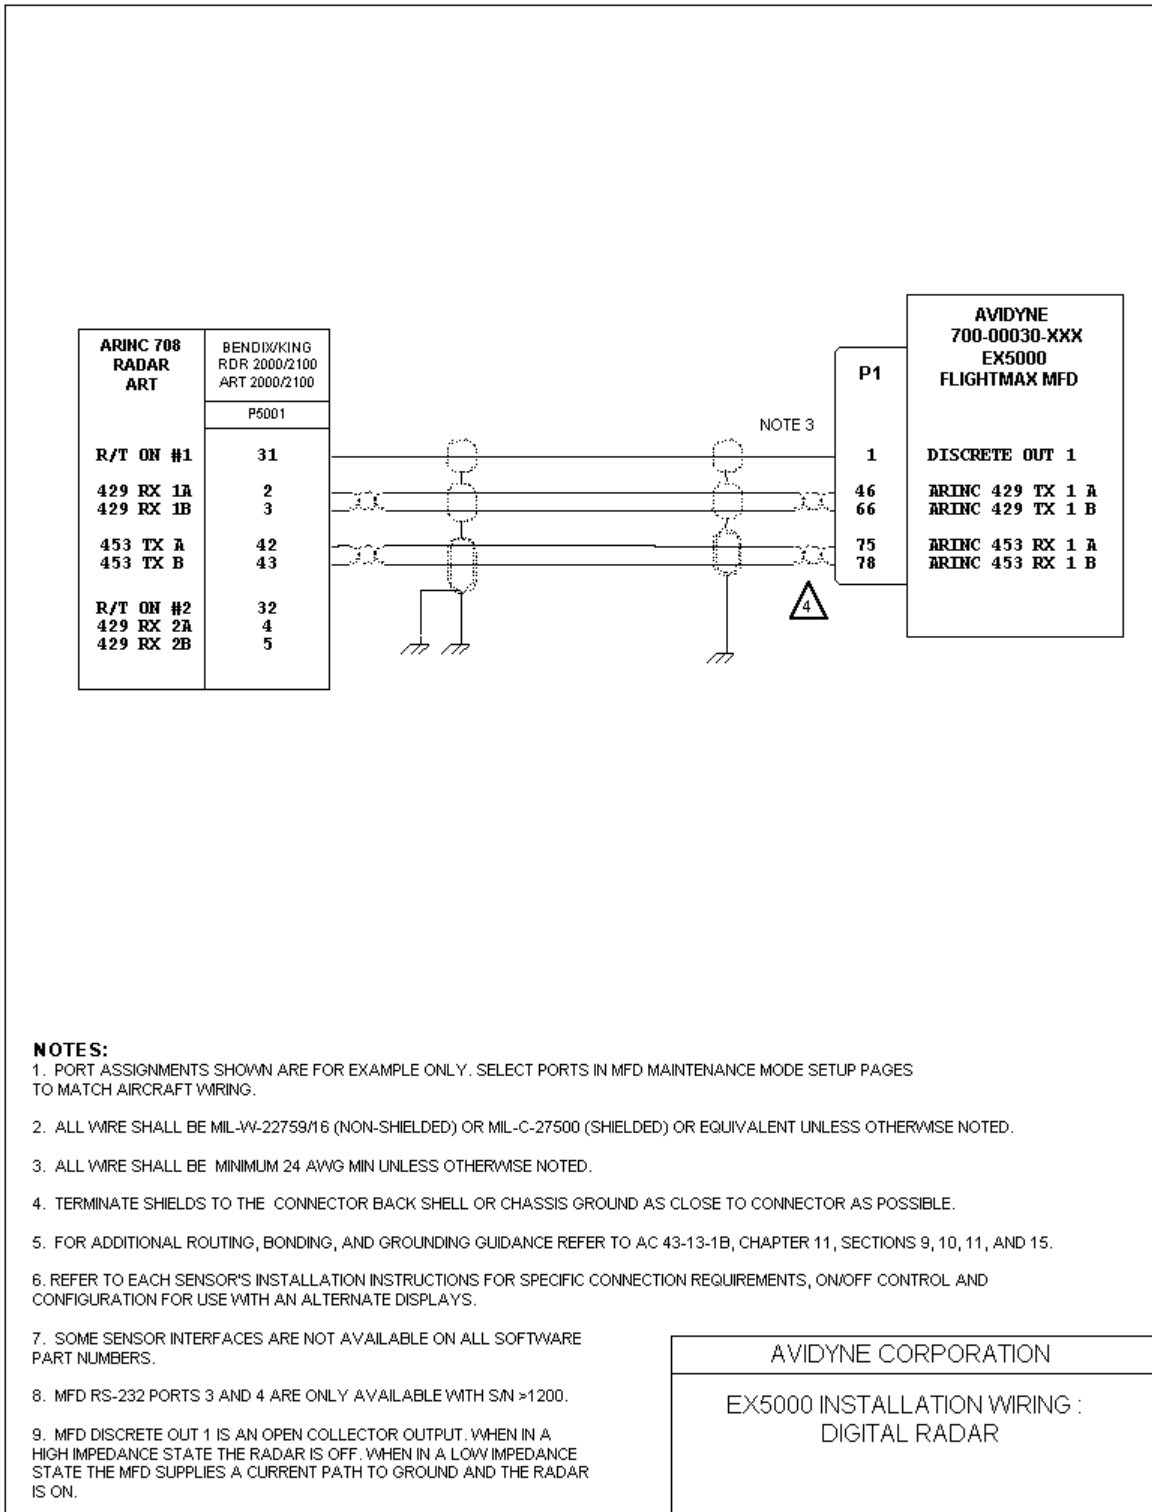 ARINC 708
RADAR
ART
BENDIX/KING
RDR 2000/2100
ART 2000/2100
P5001
R/T ON #1 31
429 RX 1A 2
429 RX 1B 3
453 TX A 42
453 TX B 43
R/T ON #2 32
429 RX 2A 4
429 RX 2B 5
NOTE 3
4
P1
AVIDYNE
700-00030-XXX
EX5000
FLIGHTMAX MFD
1 DISCRETE OUT 1
46 ARINC 429 TX 1 A
66 ARINC 429 TX 1 B
75 ARINC 453 RX 1 A
78 ARINC 453 RX 1 B
NOTES:
1. PORT ASSIGNMENTS SHOWN ARE FOR EXAMPLE ONLY. SELECT PORTS IN MFD MAINTENANCE MODE SETUP PAGES
TO MATCH AIRCRAFT WIRING.
2. ALL WIRE SHALL BE MIL-W-22759/16 (NON-SHIELDED) OR MIL-C-27500 (SHIELDED) OR EQUIVALENT UNLESS OTHERWISE NOTED.
3. ALL WIRE SHALL BE MINIMUM 24 AWG MIN UNLESS OTHERWISE NOTED.
4. TERMINATE SHIELDS TO THE CONNECTOR BACK SHELL OR CHASSIS GROUND AS CLOSE TO CONNECTOR AS POSSIBLE.
5. FOR ADDITIONAL ROUTING, BONDING, AND GROUNDING GUIDANCE REFER TO AC 43-13-1B, CHAPTER 11, SECTIONS 9, 10, 11, AND 15.
6. REFER TO EACH SENSOR'S INSTALLATION INSTRUCTIONS FOR SPECIFIC CONNECTION REQUIREMENTS, ON/OFF CONTROL AND
CONFIGURATION FOR USE WITH AN ALTERNATE DISPLAYS.
7. SOME SENSOR INTERFACES ARE NOT AVAILABLE ON ALL SOFTWARE
PART NUMBERS.
8. MFD RS-232 PORTS 3 AND 4 ARE ONLY AVAILABLE WITH S/N >1200.
9. MFD DISCRETE OUT 1 IS AN OPEN COLLECTOR OUTPUT. WHEN IN A
HIGH IMPEDANCE STATE THE RADAR IS OFF. WHEN IN A LOW IMPEDANCE
STATE THE MFD SUPPLIES A CURRENT PATH TO GROUND AND THE RADAR
IS ON.
AVIDYNE CORPORATION
EX5000 INSTALLATION WIRING :
DIGITAL RADAR